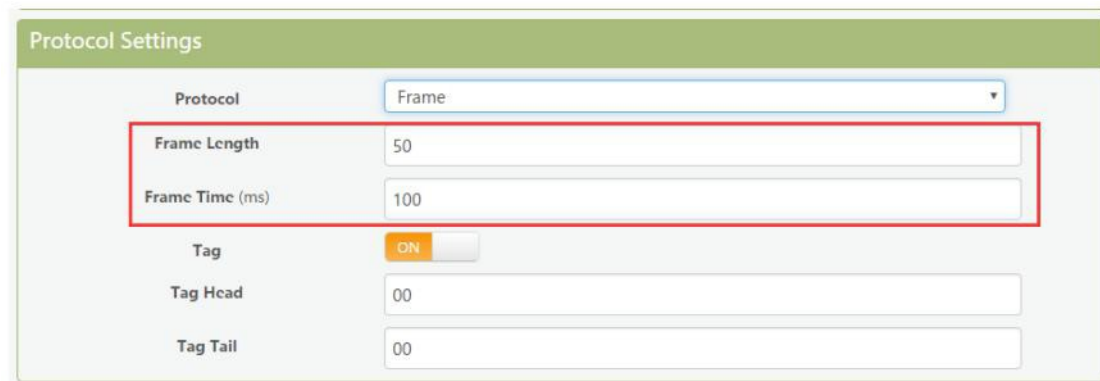 Protocol Settings
Protocol Frame
Frame Length 50
Frame Time (ms) 100
Tag ON
Tag Head 00
Tag Tail 00